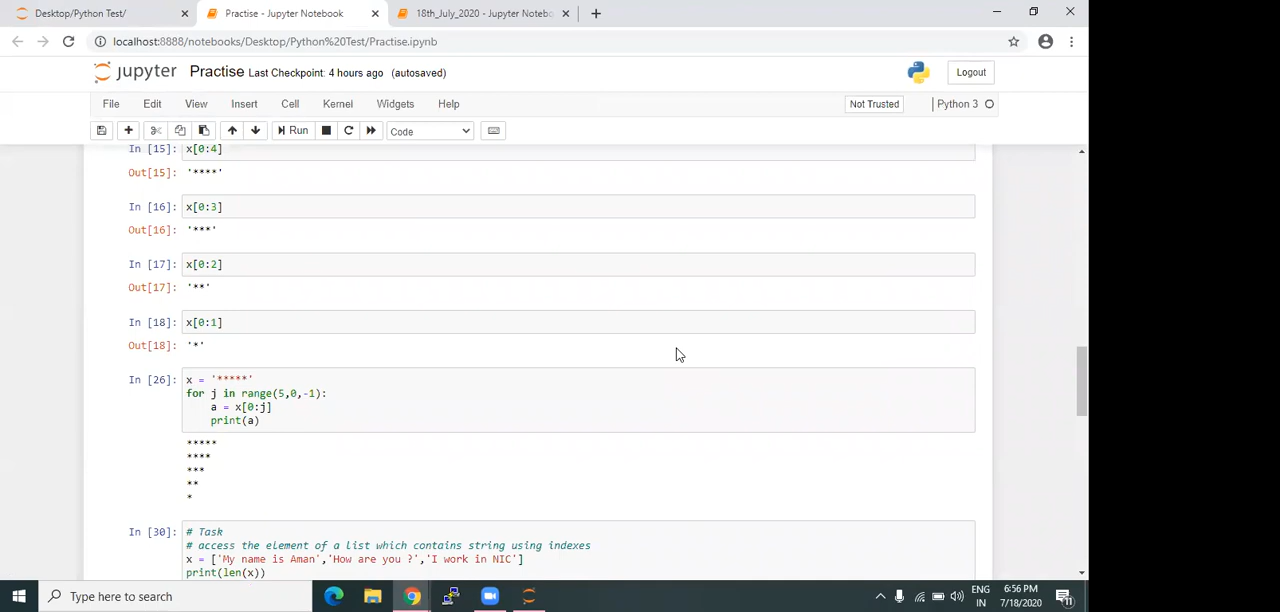 Desktop/Python Test/
Practise - Jupyter Notebook
18th_July_2020 - Jupyter Noteb
localhost:8888/notebooks/Desktop/Python%20Test/Practise.ipynb
jupyter Practise Last Checkpoint: 4 hours ago (autosaved)
Logout
File Edit View Insert Cell Kernel Widgets Help
Not Trusted
Python 3
Run
Code
In [15]: x[0:4]
Out[15]: '****'
In [16]: x[0:3]
Out[16]: '***'
In [17]: x[0:2]
Out[17]: '**'
In [18]: x[0:1]
Out[18]: '*'
In [26]: x = '*****'
for j in range(5,0,-1):
    a = x[0:j]
    print(a)
*****
****
***
**
*
In [30]: # Task
# access the element of a list which contains string using indexes
x = ['My name is Aman','How are you ?','I work in NIC']
print(len(x))
Type here to search
ENG
IN
6:56 PM
7/18/2020
11